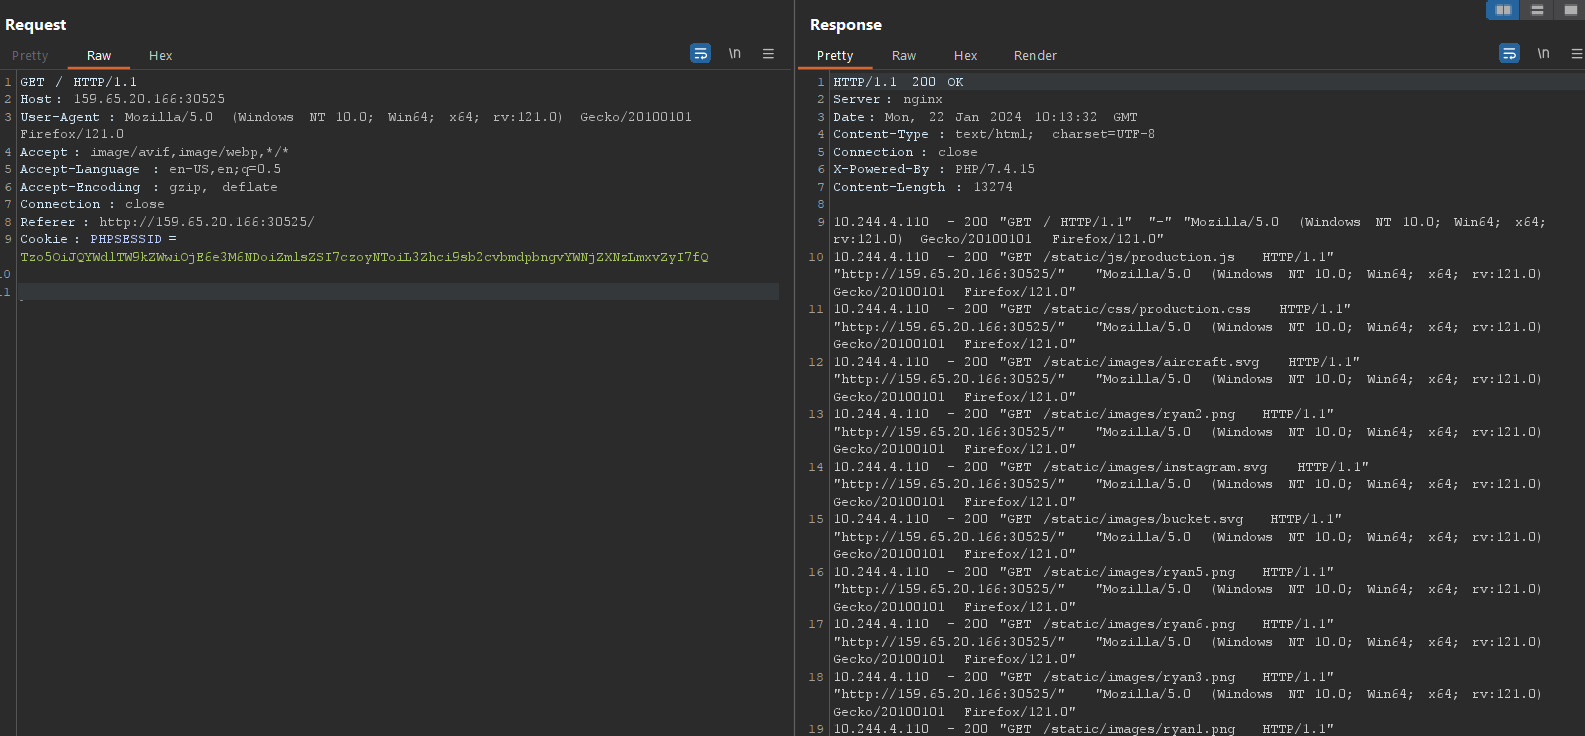 Request
Pretty Raw Hex \n
1 GET / HTTP/1.1
2 Host : 159.65.20.166:30525
3 User-Agent : Mozilla/5.0 (Windows NT 10.0; Win64; x64; rv:121.0) Gecko/20100101
Firefox/121.0
4 Accept : image/avif,image/webp,*/*
5 Accept-Language : en-US,en;q=0.5
6 Accept-Encoding : gzip, deflate
7 Connection : close
8 Referer : http://159.65.20.166:30525/
9 Cookie : PHPSESSID =
Tzo5OiJQYWdlTW9kZWwiOjE6e3M6NDoiZmlsZSI7czoyNToiL3Zhci9sb2cvbmdpbngvYWNjZXNzLmxvZyI7fQ
10
11
Response
Pretty Raw Hex Render \n
1 HTTP/1.1 200 OK
2 Server : nginx
3 Date : Mon, 22 Jan 2024 10:13:32 GMT
4 Content-Type : text/html; charset=UTF-8
5 Connection : close
6 X-Powered-By : PHP/7.4.15
7 Content-Length : 13274
8
9 10.244.4.110 - 200 "GET / HTTP/1.1" "-" "Mozilla/5.0 (Windows NT 10.0; Win64; x64;
rv:121.0) Gecko/20100101 Firefox/121.0"
10 10.244.4.110 - 200 "GET /static/js/production.js HTTP/1.1"
"http://159.65.20.166:30525/" "Mozilla/5.0 (Windows NT 10.0; Win64; x64; rv:121.0)
Gecko/20100101 Firefox/121.0"
11 10.244.4.110 - 200 "GET /static/css/production.css HTTP/1.1"
"http://159.65.20.166:30525/" "Mozilla/5.0 (Windows NT 10.0; Win64; x64; rv:121.0)
Gecko/20100101 Firefox/121.0"
12 10.244.4.110 - 200 "GET /static/images/aircraft.svg HTTP/1.1"
"http://159.65.20.166:30525/" "Mozilla/5.0 (Windows NT 10.0; Win64; x64; rv:121.0)
Gecko/20100101 Firefox/121.0"
13 10.244.4.110 - 200 "GET /static/images/ryan2.png HTTP/1.1"
"http://159.65.20.166:30525/" "Mozilla/5.0 (Windows NT 10.0; Win64; x64; rv:121.0)
Gecko/20100101 Firefox/121.0"
14 10.244.4.110 - 200 "GET /static/images/instagram.svg HTTP/1.1"
"http://159.65.20.166:30525/" "Mozilla/5.0 (Windows NT 10.0; Win64; x64; rv:121.0)
Gecko/20100101 Firefox/121.0"
15 10.244.4.110 - 200 "GET /static/images/bucket.svg HTTP/1.1"
"http://159.65.20.166:30525/" "Mozilla/5.0 (Windows NT 10.0; Win64; x64; rv:121.0)
Gecko/20100101 Firefox/121.0"
16 10.244.4.110 - 200 "GET /static/images/ryan5.png HTTP/1.1"
"http://159.65.20.166:30525/" "Mozilla/5.0 (Windows NT 10.0; Win64; x64; rv:121.0)
Gecko/20100101 Firefox/121.0"
17 10.244.4.110 - 200 "GET /static/images/ryan6.png HTTP/1.1"
"http://159.65.20.166:30525/" "Mozilla/5.0 (Windows NT 10.0; Win64; x64; rv:121.0)
Gecko/20100101 Firefox/121.0"
18 10.244.4.110 - 200 "GET /static/images/ryan3.png HTTP/1.1"
"http://159.65.20.166:30525/" "Mozilla/5.0 (Windows NT 10.0; Win64; x64; rv:121.0)
Gecko/20100101 Firefox/121.0"
19 10.244.4.110 - 200 "GET /static/images/ryan1.png HTTP/1.1"